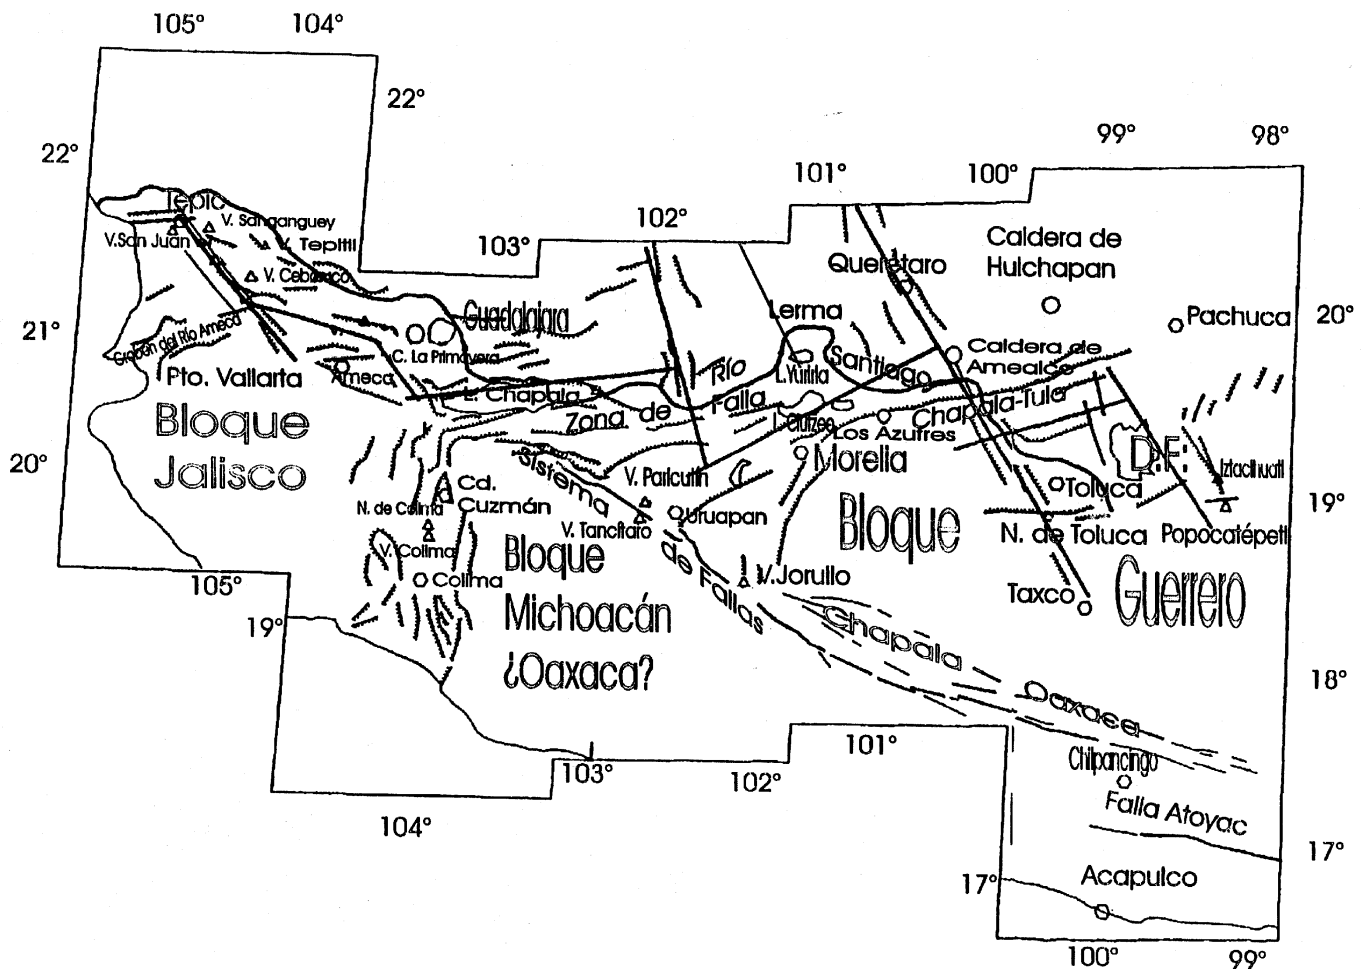 105° 104°
22°
99° 98°
22°
101° 100°
102°
103°
Tepic
V. Sanganguey
V.San Juan
V. Tepitil
V. Ceboruco
Querétaro
Caldera de
Huichapan
Lerma
Guadalajara
Pachuca
20°
21°
Graben del Río Ameca
C. La Primavera
Caldera de
Amealco
Pto. Vallarta
Ameca
Río
L.Yuriria
Santiago
L. Chapala
Zona de Falla Chapala-Tula
L. Cuitzeo
Los Azufres
Bloque
Jalisco
20°
Sistema
V. Paricutín
Morelia
D.F.
Iztaccihuatl
Cd.
Cuzmán
Toluca
19°
N. de Colima
V. Tancítaro
Uruapan
Bloque
N. de Toluca
Popocatépetl
V. Colima
Bloque
de Fallas
105°
Colima
V.Jorullo
Taxco
Guerrero
19°
Michoacán
Chapala
¿Oaxaca?
18°
Oaxaca
101°
Chilpancingo
103°
102°
Falla Atoyac
104°
17°
17°
Acapulco
100°
99°